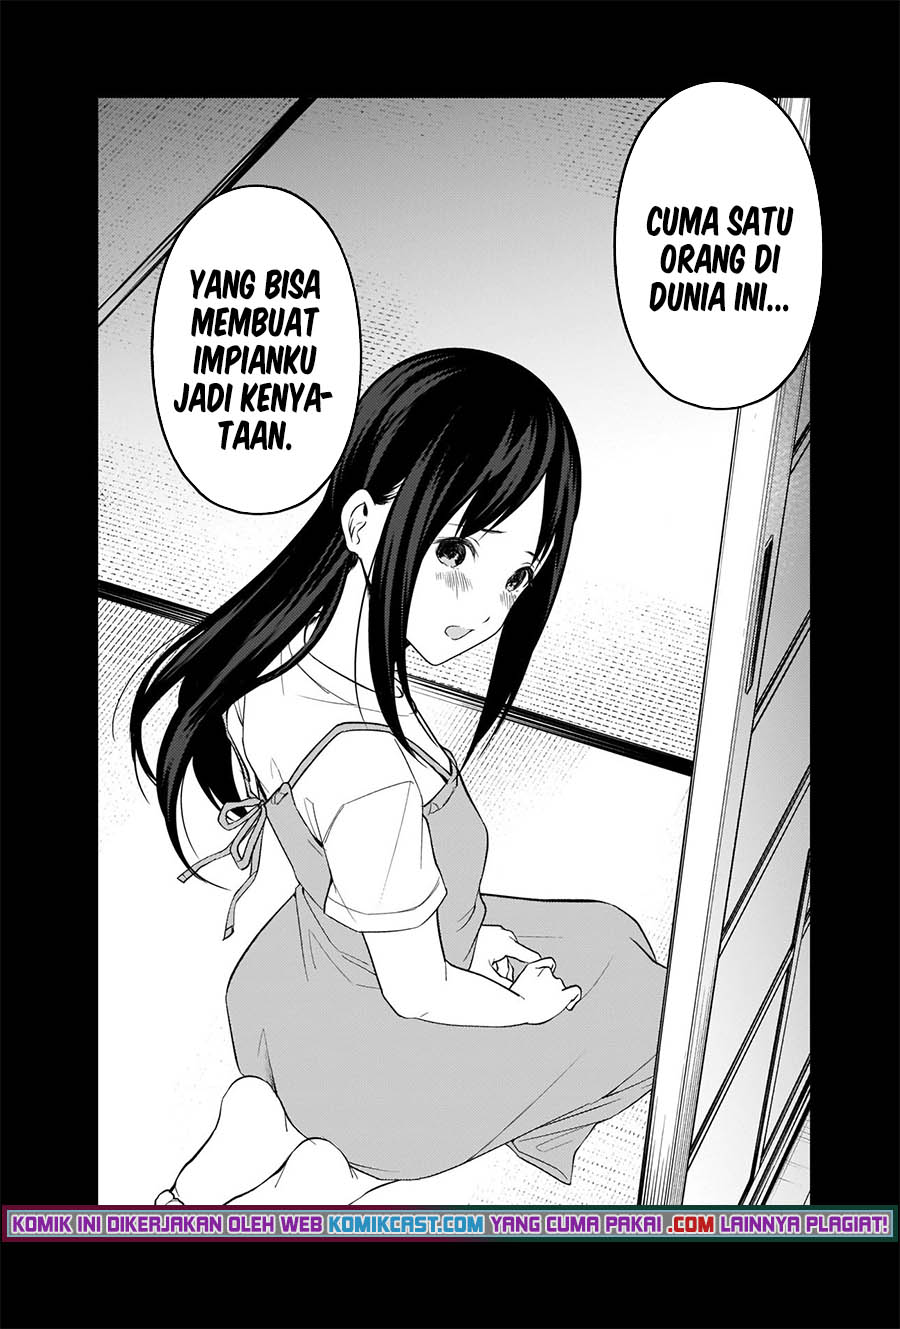 CUMA SATU
ORANG DI
DUNIA INI...
YANG BISA
MEMBUAT
IMPIANKU
JADI KENYA-
TAAN.
KOMIK INI DIKERJAKAN OLEH WEB KOMIKCAST.COM YANG CUMA PAKAI .COM LAINNYA PLAGIAT!